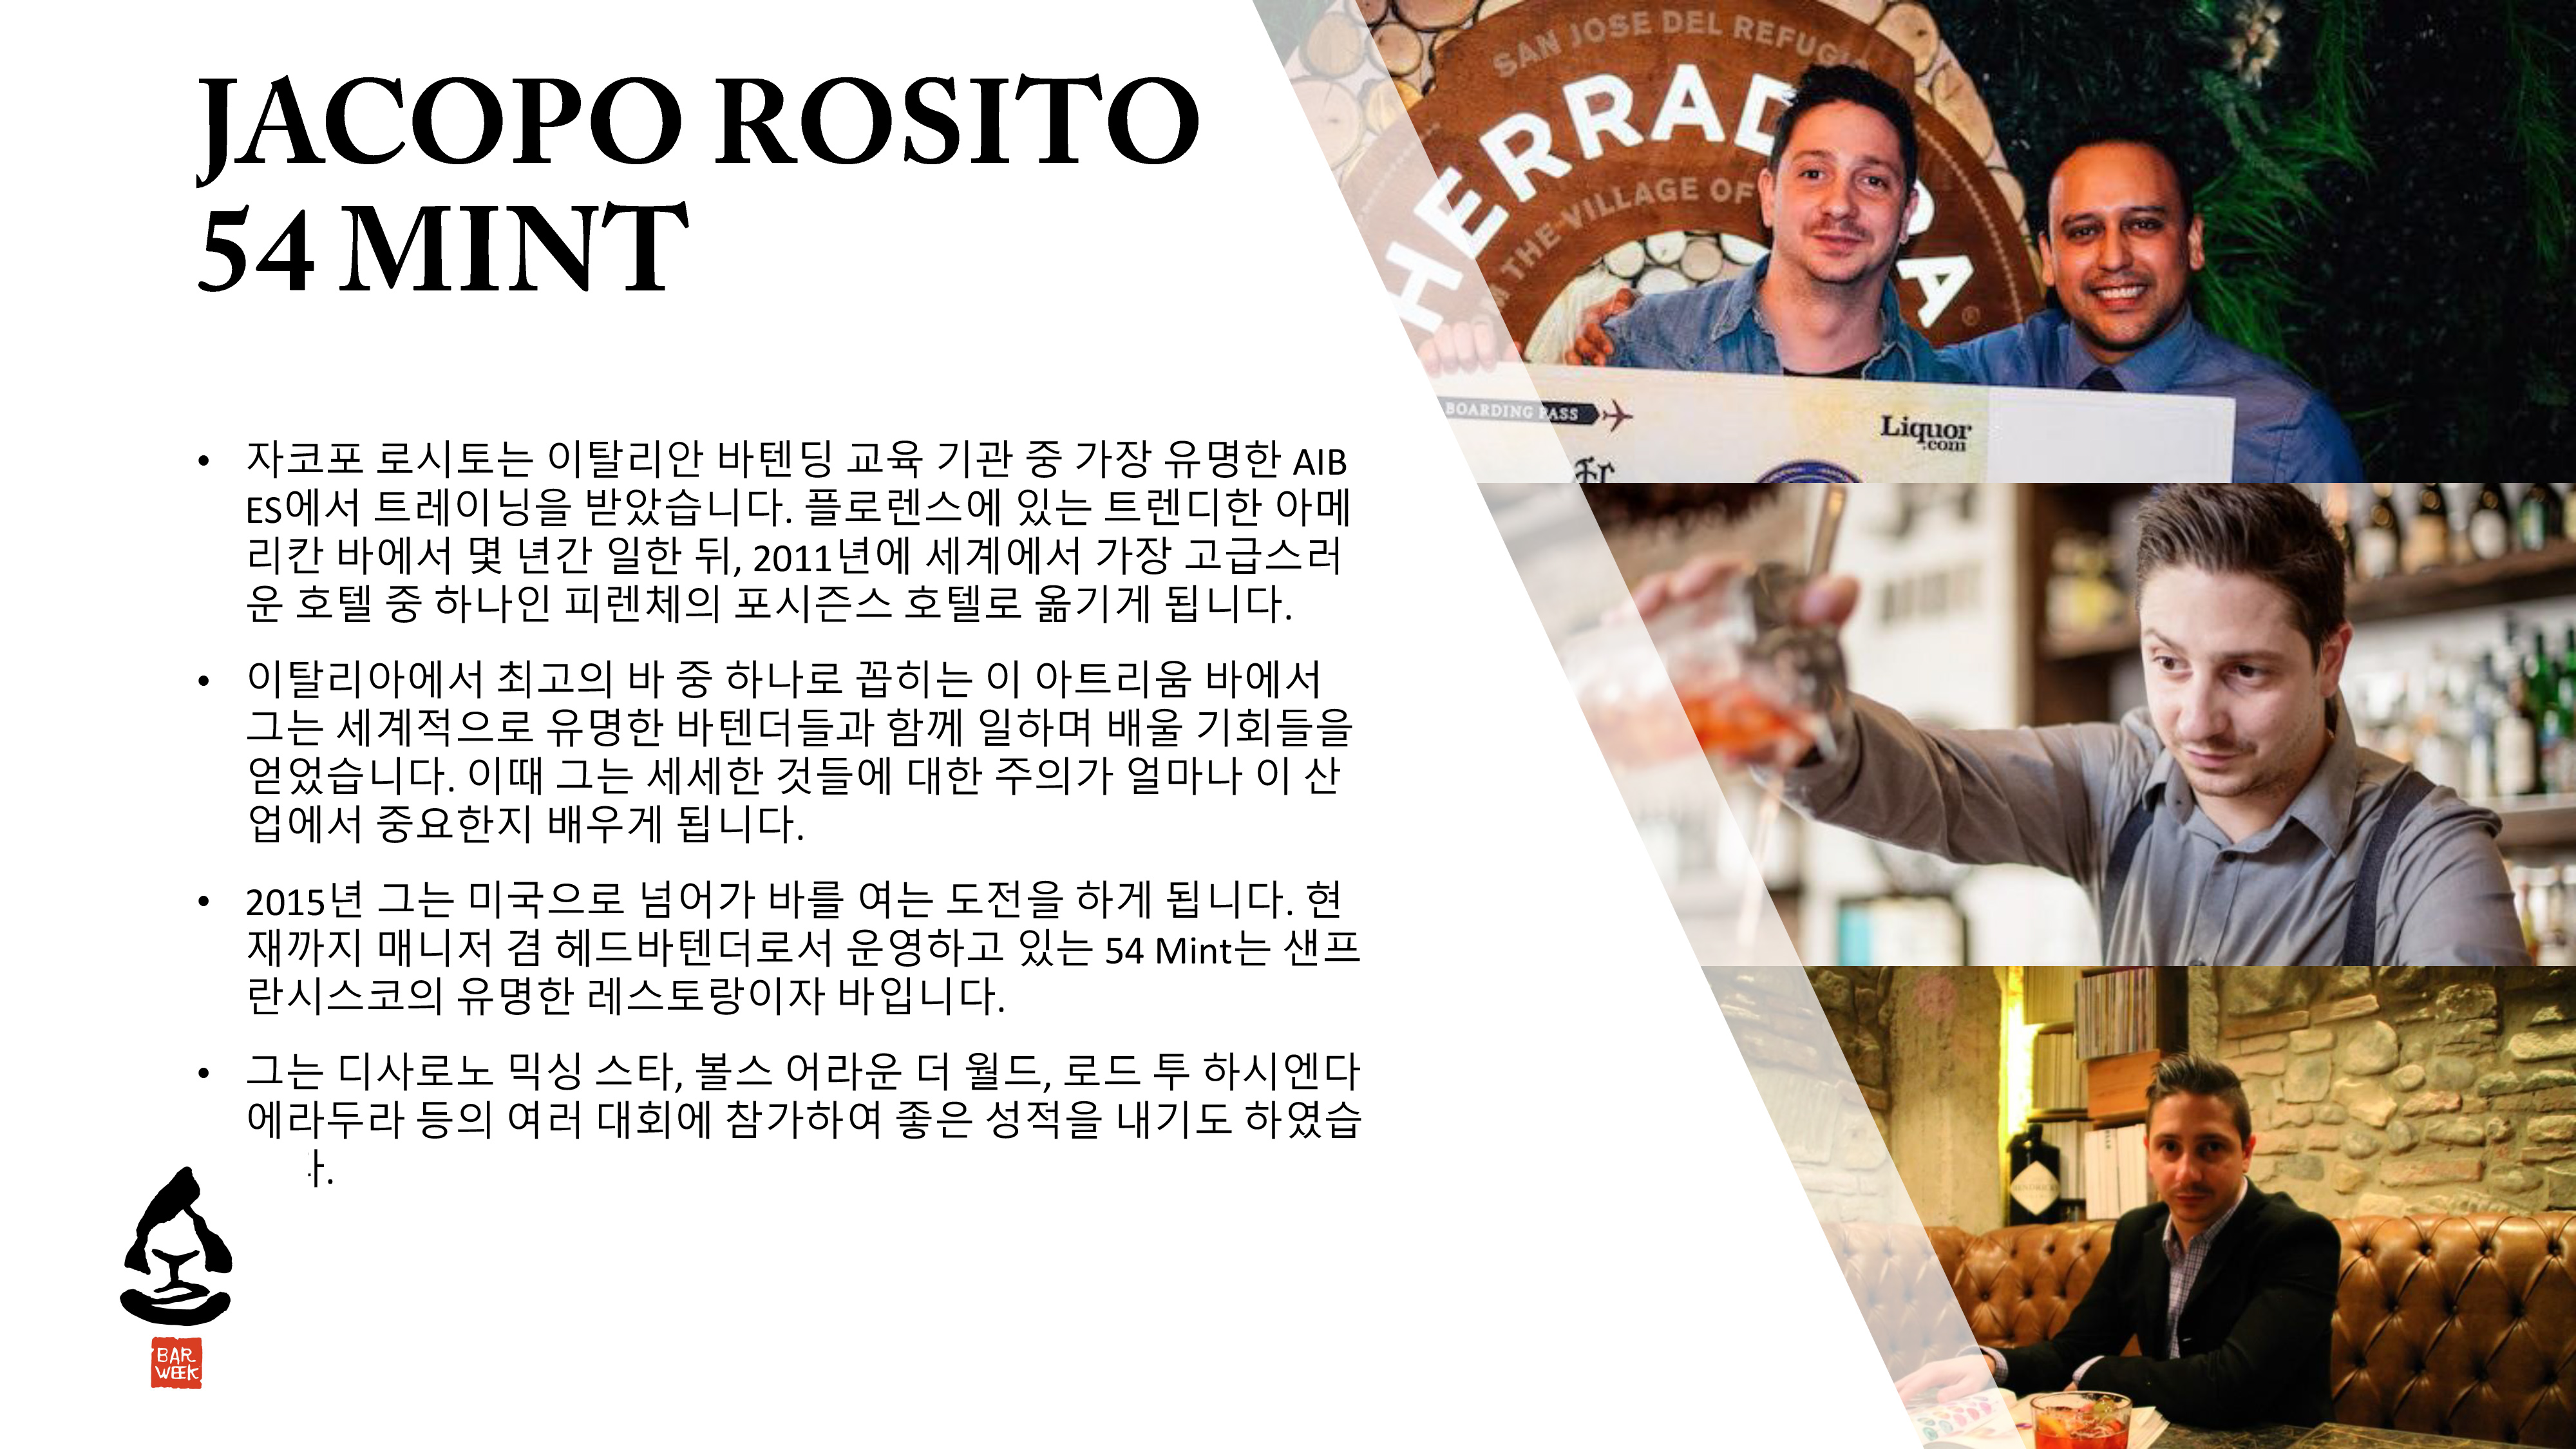 JACOPO ROSITO
54 MINT
• 자코포 로시토는 이탈리안 바텐딩 교육 기관 중 가장 유명한 AIB
ES에서 트레이닝을 받았습니다. 플로렌스에 있는 트렌디한 아메
리칸 바에서 몇 년간 일한 뒤, 2011년에 세계에서 가장 고급스러
운 호텔 중 하나인 피렌체의 포시즌스 호텔로 옮기게 됩니다.
• 이탈리아에서 최고의 바 중 하나로 꼽히는 이 아트리움 바에서
그는 세계적으로 유명한 바텐더들과 함께 일하며 배울 기회들을
얻었습니다. 이때 그는 세세한 것들에 대한 주의가 얼마나 이 산
업에서 중요한지 배우게 됩니다.
• 2015년 그는 미국으로 넘어가 바를 여는 도전을 하게 됩니다. 현
재까지 매니저 겸 헤드바텐더로서 운영하고 있는 54 Mint는 샌프
란시스코의 유명한 레스토랑이자 바입니다.
• 그는 디사로노 믹싱 스타, 볼스 어라운 더 월드, 로드 투 하시엔다
에라두라 등의 여러 대회에 참가하여 좋은 성적을 내기도 하였습
BAR
WEEK
SAN JOSE DEL REFUGIO
HERRAD A
THE VILLAGE OF
BOARDING PASS
Liquor
.com